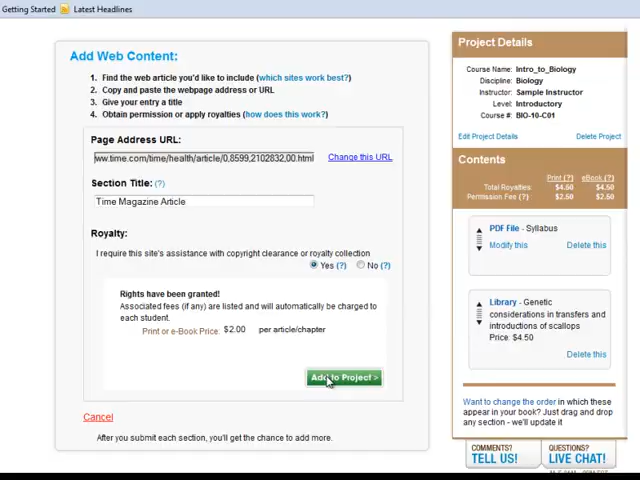 Getting Started Latest Headlines
Add Web Content:
1. Find the web article you'd like to include (which sites work best?)
2. Copy and paste the webpage address or URL
3. Give your entry a title
4. Obtain permission or apply royalties (how does this work?)
Page Address URL:
ww.time.com/time/health/article/0,8599,2102832,00.html Change this URL
Section Title: (?)
Time Magazine Article
Royalty:
I require this site's assistance with copyright clearance or royalty collection
Yes (?) No (?)
Rights have been granted!
Associated fees (if any) are listed and will automatically be charged to
each student.
Print or e-Book Price: $2.00 per article/chapter
Add to Project >
Cancel
After you submit each section, you'll get the chance to add more.
Project Details
Course Name: Intro_to_Biology
Discipline: Biology
Instructor: Sample Instructor
Level: Introductory
Course #: BIO-10-C01
Edit Project Details Delete Project
Contents
Print (?) eBook (?)
Total Royalties: $4.50 $4.50
Permission Fee (?) $2.50 $2.50
PDF File - Syllabus
Modify this Delete this
Library - Genetic
considerations in transfers and
introductions of scallops
Price: $4.50
Delete this
Want to change the order in which these
appear in your book? Just drag and drop
any section - we'll update it
COMMENTS? TELL US!
QUESTIONS? LIVE CHAT!